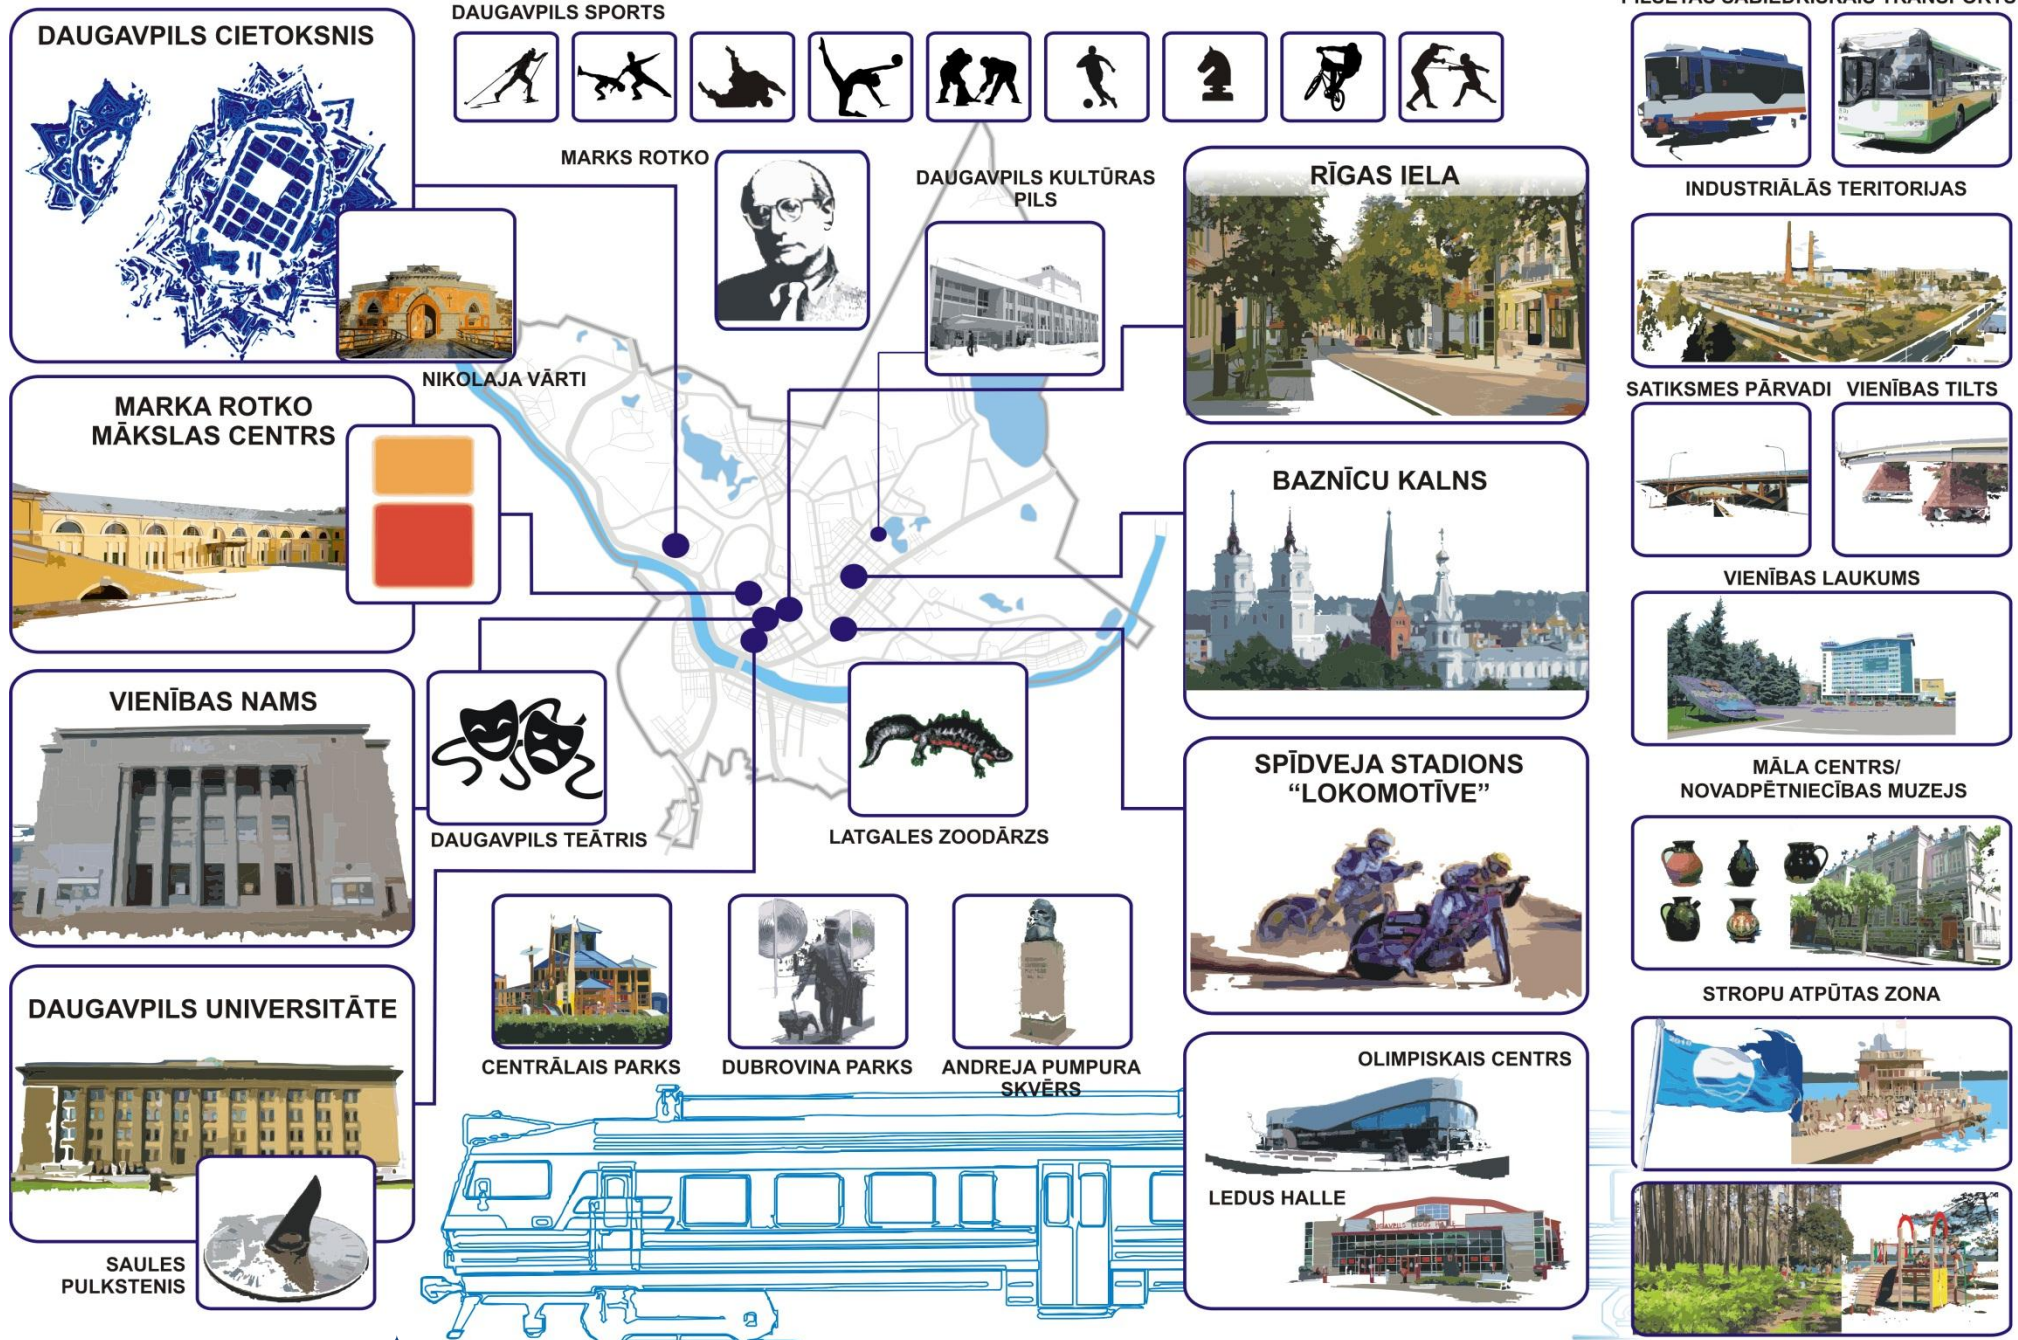 DAUGAVPILS SPORTS
PILSĒTAS SABIEDRISKAIS TRANSPORTS
DAUGAVPILS CIETOKSNIS
NIKOLAJA VĀRTI
MARKS ROTKO
DAUGAVPILS KULTŪRAS
PILS
RĪGAS IELA
INDUSTRIĀLĀS TERITORIJAS
MARKA ROTKO
MĀKSLAS CENTRS
SATIKSMES PĀRVADI
VIENĪBAS TILTS
BAZNĪCU KALNS
VIENĪBAS LAUKUMS
VIENĪBAS NAMS
DAUGAVPILS TEĀTRIS
LATGALES ZOODĀRZS
SPĪDVEJA STADIONS
“LOKOMOTĪVE”
MĀLA CENTRS/
NOVADPĒTNIECĪBAS MUZEJS
DAUGAVPILS UNIVERSITĀTE
SAULES
PULKSTENIS
CENTRĀLAIS PARKS
DUBROVINA PARKS
ANDREJA PUMPURA
SKVĒRS
OLIMPISKAIS CENTRS
LEDUS HALLE
STROPU ATPŪTAS ZONA